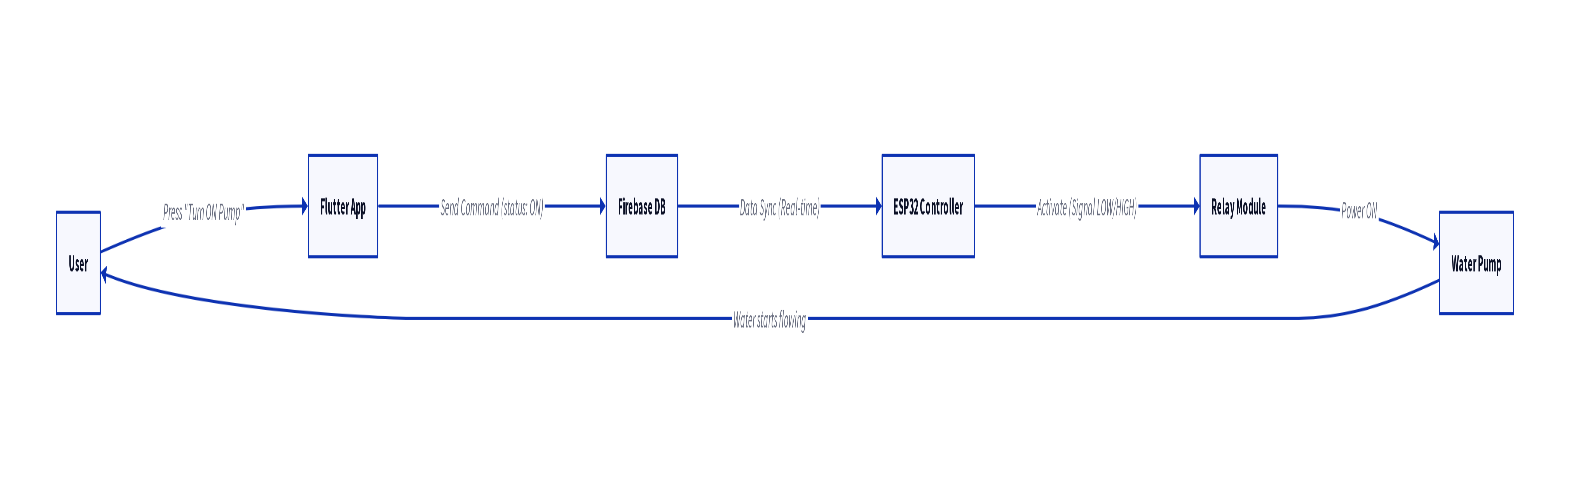 Press "Turn ON Pump"
Flutter App
Send Command (status: ON)
Firebase DB
Data Sync (Real-time)
ESP32 Controller
Activate (Signal LOW/HIGH)
Relay Module
Power ON
User
Water Pump
Water starts flowing